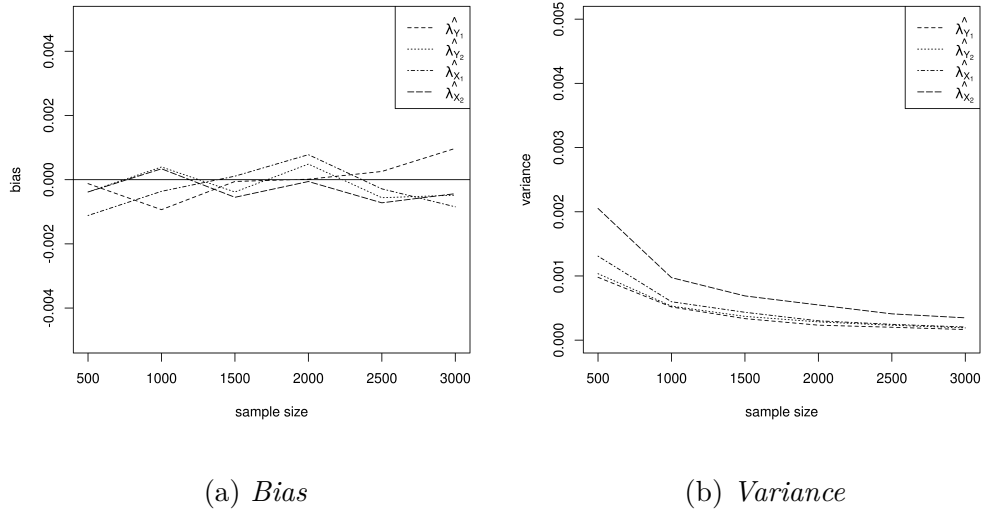 0.004
0.002
0.000
-0.002
-0.004
bias
500 1000 1500 2000 2500 3000
sample size
λ̂Y₁
λ̂Y₂
λ̂X₁
λ̂X₂
(a) Bias
0.005
0.004
0.003
0.002
0.001
0.000
variance
500 1000 1500 2000 2500 3000
sample size
λ̂Y₁
λ̂Y₂
λ̂X₁
λ̂X₂
(b) Variance